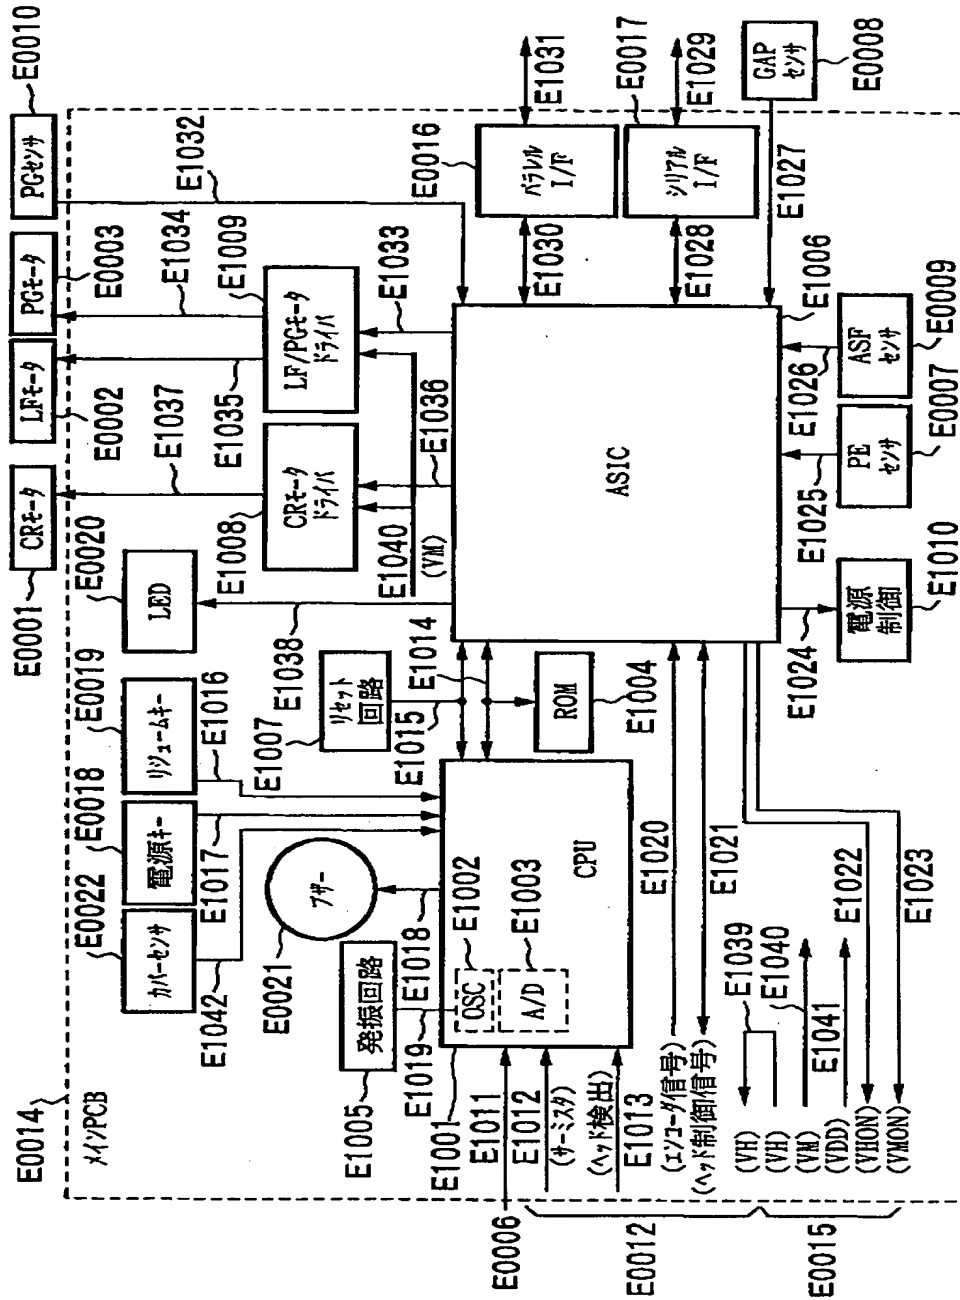 E0014
メインPCB
E0022
カバーセンサ
E0018
電源キー
E0019
リジュームキー
E0020
LED
E0001
CRモータ
E0002
LFモータ
E0003
PGモータ
E0010
PGセンサ
E1042
E1017
E1016
E1038
E1037
E1035
E1034
E1032
E0021
ブザー
E1005
発振回路
E1019
E1018
E1007
リセット
回路
E1015
E1014
E1008
CRモータ
ドライバ
E1009
LF/PGモータ
ドライバ
E1040
(VM)
E1036
E1033
E0016
パラレル
I/F
E1031
E1030
E0017
シリアル
I/F
E1029
E1028
E0008
GAP
センサ
E1027
E1001
OSC
E1002
A/D
E1003
CPU
ROM
E1004
ASIC
E1006
E0006
E1011
E1012
(サーミスタ)
(ヘッド検出)
E1013
E0012
(エンコーダ信号)
E1020
(ヘッド制御信号)
E1021
E0015
(VH)
(VH)
(VM)
(VDD)
(VHON)
(VMON)
E1039
E1040
E1041
E1022
E1023
E1024
電源
制御
E1010
E1025
PE
センサ
E0007
E1026
ASF
センサ
E0009